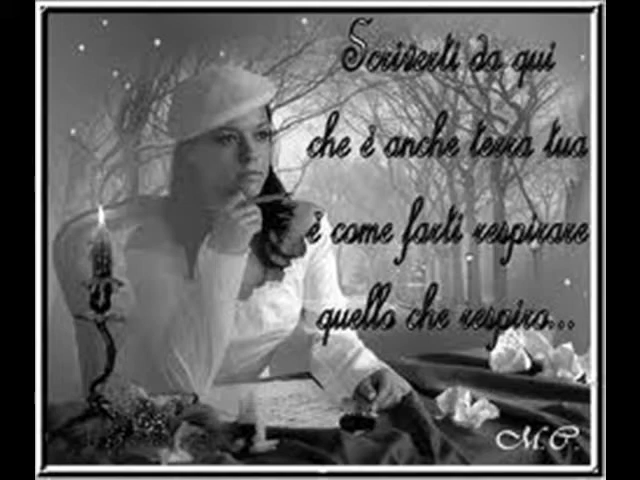 Scriverti da qui
che è anche terra tua
è come farti respirare
quello che respiro...
M.C.